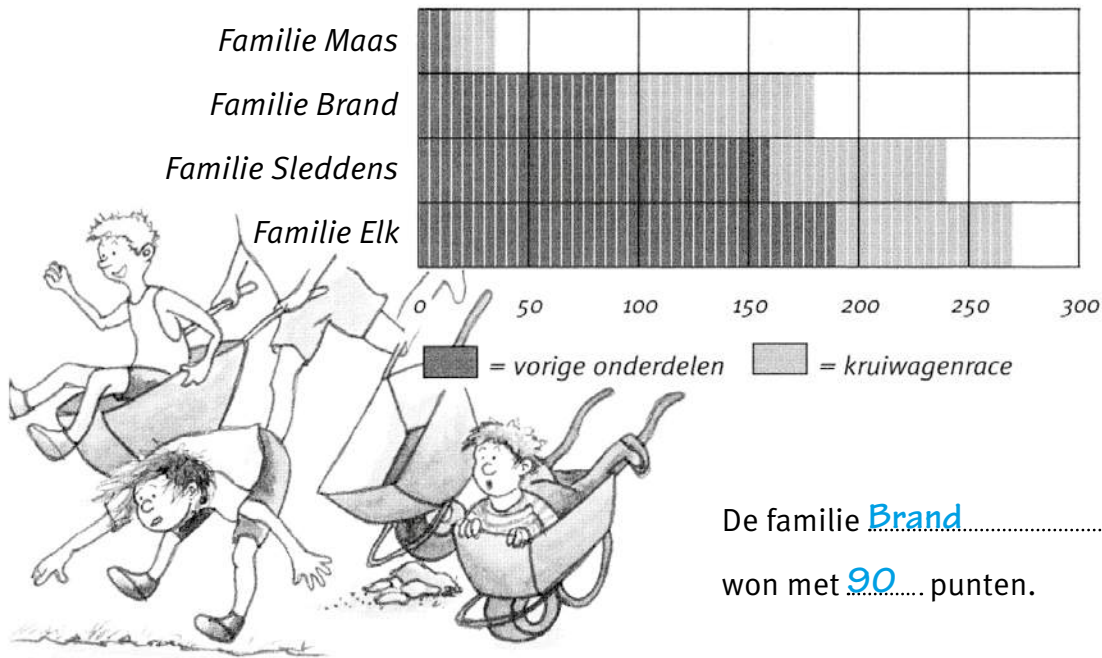 Familie Maas
Familie Brand
Familie Sleddens
Familie Elk
0 50 100 150 200 250 300
= vorige onderdelen = kruiwagenrace
De familie Brand
won met 90 punten.